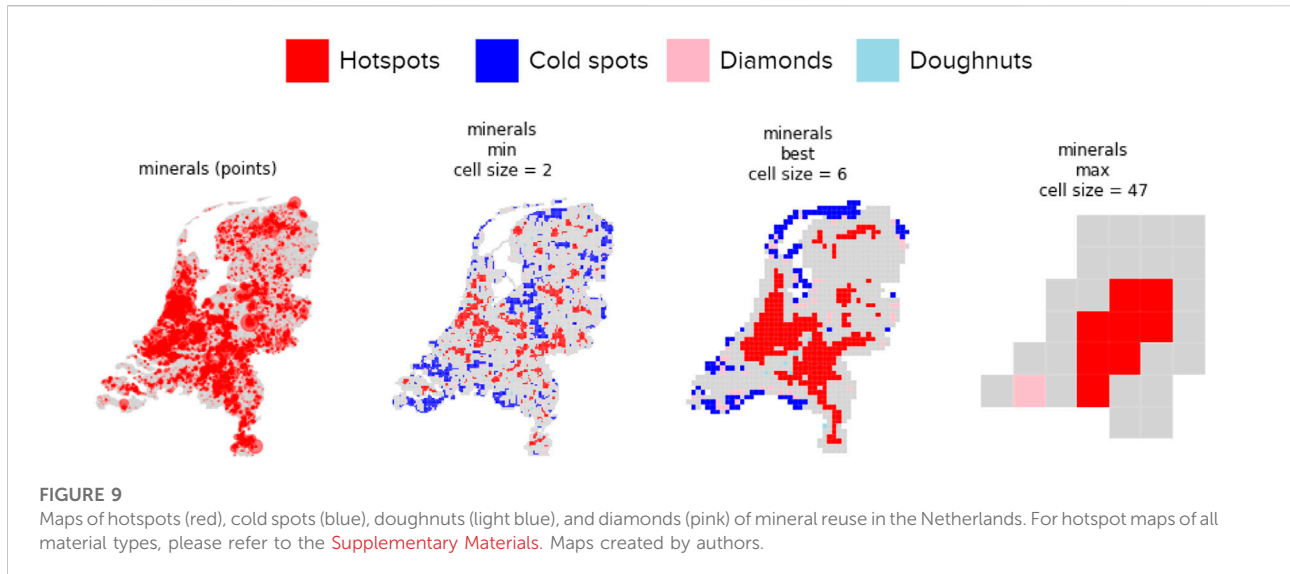 Hotspots Cold spots Diamonds Doughnuts
minerals (points)
minerals
min
cell size = 2
minerals
best
cell size = 6
minerals
max
cell size = 47
FIGURE 9
Maps of hotspots (red), cold spots (blue), doughnuts (light blue), and diamonds (pink) of mineral reuse in the Netherlands. For hotspot maps of all
material types, please refer to the Supplementary Materials. Maps created by authors.